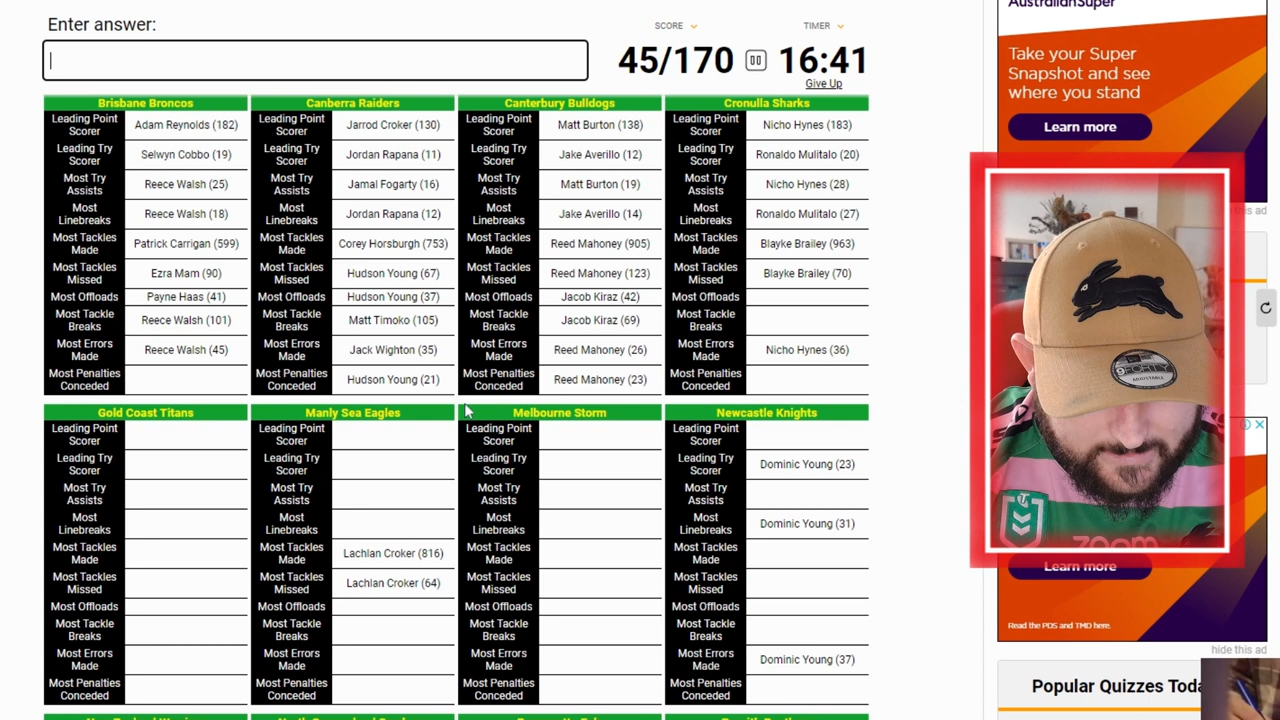 AustralianSuper
Enter answer:
SCORE
TIMER
45/170
16:41
Give Up
Take your Super
Snapshot and see
where you stand
Learn more
Brisbane Broncos
Leading Point Scorer Adam Reynolds (182)
Leading Try Scorer Selwyn Cobbo (19)
Most Try Assists Reece Walsh (25)
Most Linebreaks Reece Walsh (18)
Most Tackles Made Patrick Carrigan (599)
Most Tackles Missed Ezra Mam (90)
Most Offloads Payne Haas (41)
Most Tackle Breaks Reece Walsh (101)
Most Errors Made Reece Walsh (45)
Most Penalties Conceded
Canberra Raiders
Leading Point Scorer Jarrod Croker (130)
Leading Try Scorer Jordan Rapana (11)
Most Try Assists Jamal Fogarty (16)
Most Linebreaks Jordan Rapana (12)
Most Tackles Made Corey Horsburgh (753)
Most Tackles Missed Hudson Young (67)
Most Offloads Hudson Young (37)
Most Tackle Breaks Matt Timoko (105)
Most Errors Made Jack Wighton (35)
Most Penalties Conceded Hudson Young (21)
Canterbury Bulldogs
Leading Point Scorer Matt Burton (138)
Leading Try Scorer Jake Averillo (12)
Most Try Assists Matt Burton (19)
Most Linebreaks Jake Averillo (14)
Most Tackles Made Reed Mahoney (905)
Most Tackles Missed Reed Mahoney (123)
Most Offloads Jacob Kiraz (42)
Most Tackle Breaks Jacob Kiraz (69)
Most Errors Made Reed Mahoney (26)
Most Penalties Conceded Reed Mahoney (23)
Cronulla Sharks
Leading Point Scorer Nicho Hynes (183)
Leading Try Scorer Ronaldo Mulitalo (20)
Most Try Assists Nicho Hynes (28)
Most Linebreaks Ronaldo Mulitalo (27)
Most Tackles Made Blayke Brailey (963)
Most Tackles Missed Blayke Brailey (70)
Most Offloads
Most Tackle Breaks
Most Errors Made Nicho Hynes (36)
Most Penalties Conceded
Gold Coast Titans
Leading Point Scorer
Leading Try Scorer
Most Try Assists
Most Linebreaks
Most Tackles Made
Most Tackles Missed
Most Offloads
Most Tackle Breaks
Most Errors Made
Most Penalties Conceded
Manly Sea Eagles
Leading Point Scorer
Leading Try Scorer
Most Try Assists
Most Linebreaks
Most Tackles Made Lachlan Croker (816)
Most Tackles Missed Lachlan Croker (64)
Most Offloads
Most Tackle Breaks
Most Errors Made
Most Penalties Conceded
Melbourne Storm
Leading Point Scorer
Leading Try Scorer
Most Try Assists
Most Linebreaks
Most Tackles Made
Most Tackles Missed
Most Offloads
Most Tackle Breaks
Most Errors Made
Most Penalties Conceded
Newcastle Knights
Leading Point Scorer
Leading Try Scorer Dominic Young (23)
Most Try Assists
Most Linebreaks Dominic Young (31)
Most Tackles Made
Most Tackles Missed
Most Offloads
Most Tackle Breaks
Most Errors Made Dominic Young (37)
Most Penalties Conceded
this ad
9FORTY
ADJUSTABLE
zoom
Learn more
Read the PDS and TMD here.
hide this ad
Popular Quizzes Toda